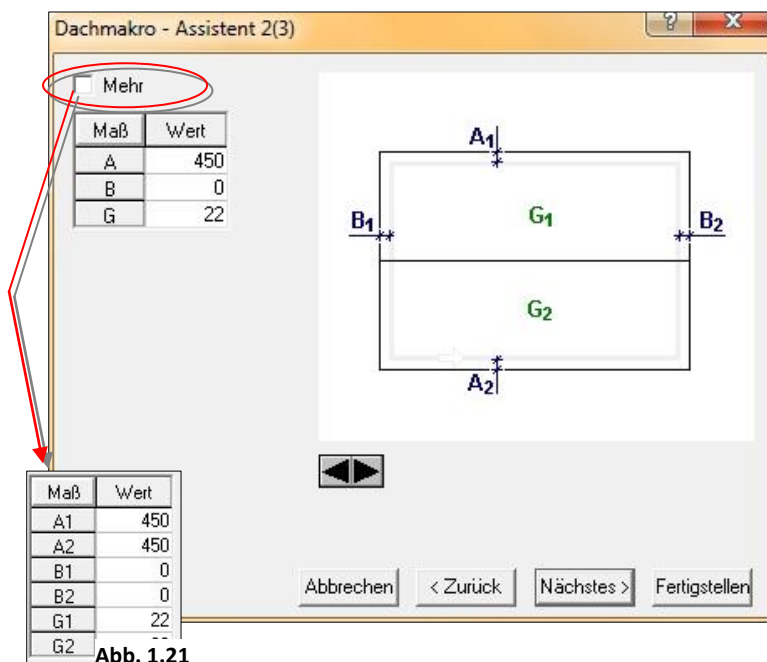 Dachmakro - Assistent 2(3)
Mehr
Maß Wert
A 450
B 0
G 22
A1
B1 G1 B2
G2
A2
Maß Wert
A1 450
A2 450
B1 0
B2 0
G1 22
G2
Abbrechen < Zurück Nächstes > Fertigstellen
Abb. 1.21